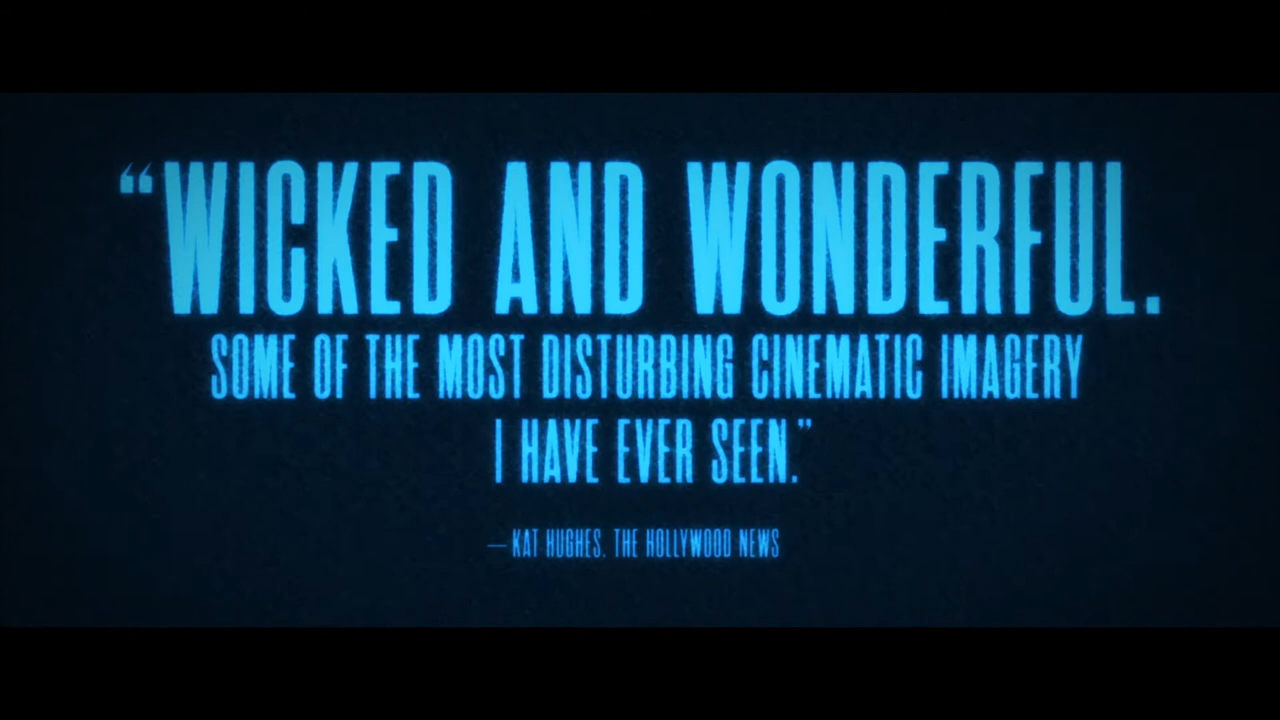 “WICKED AND WONDERFUL.
SOME OF THE MOST DISTURBING CINEMATIC IMAGERY
I HAVE EVER SEEN.”
—KAT HUGHES, THE HOLLYWOOD NEWS